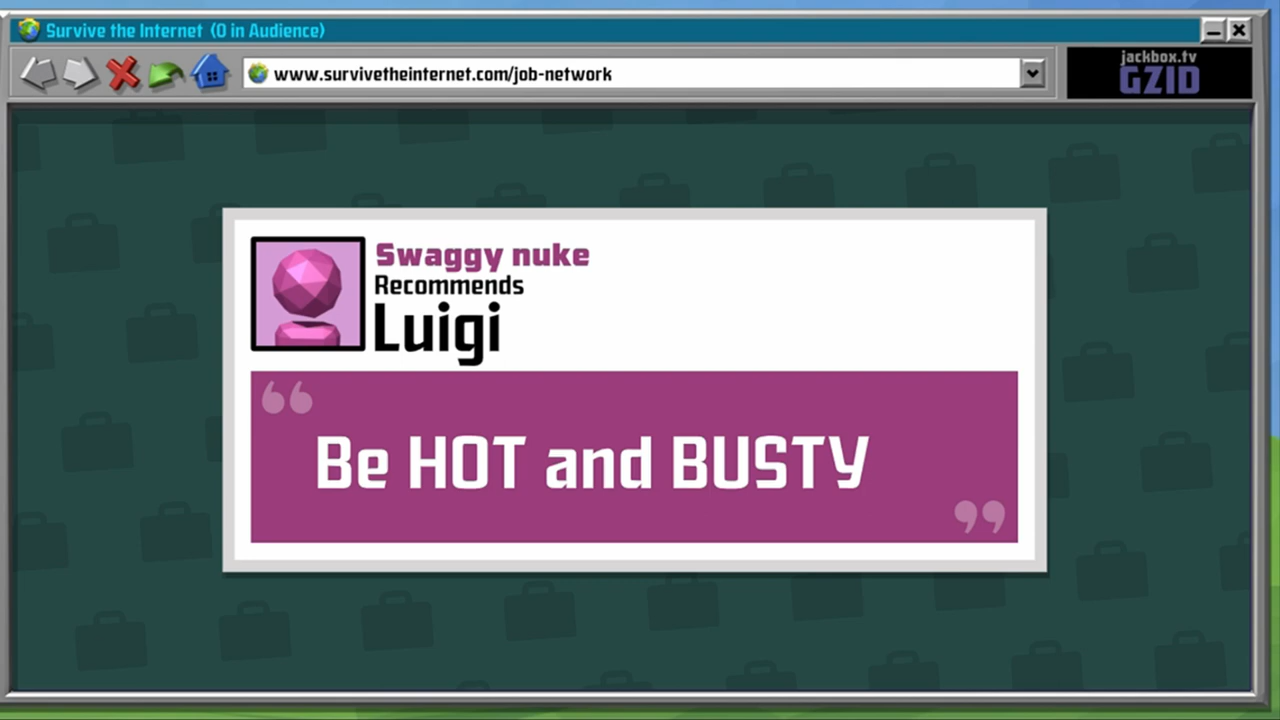 Survive the Internet (0 in Audience)
www.survivetheinternet.com/job-network
jackbox.tv
GZID
Swaggy nuke
Recommends
Luigi
“
Be HOT and BUSTY
”